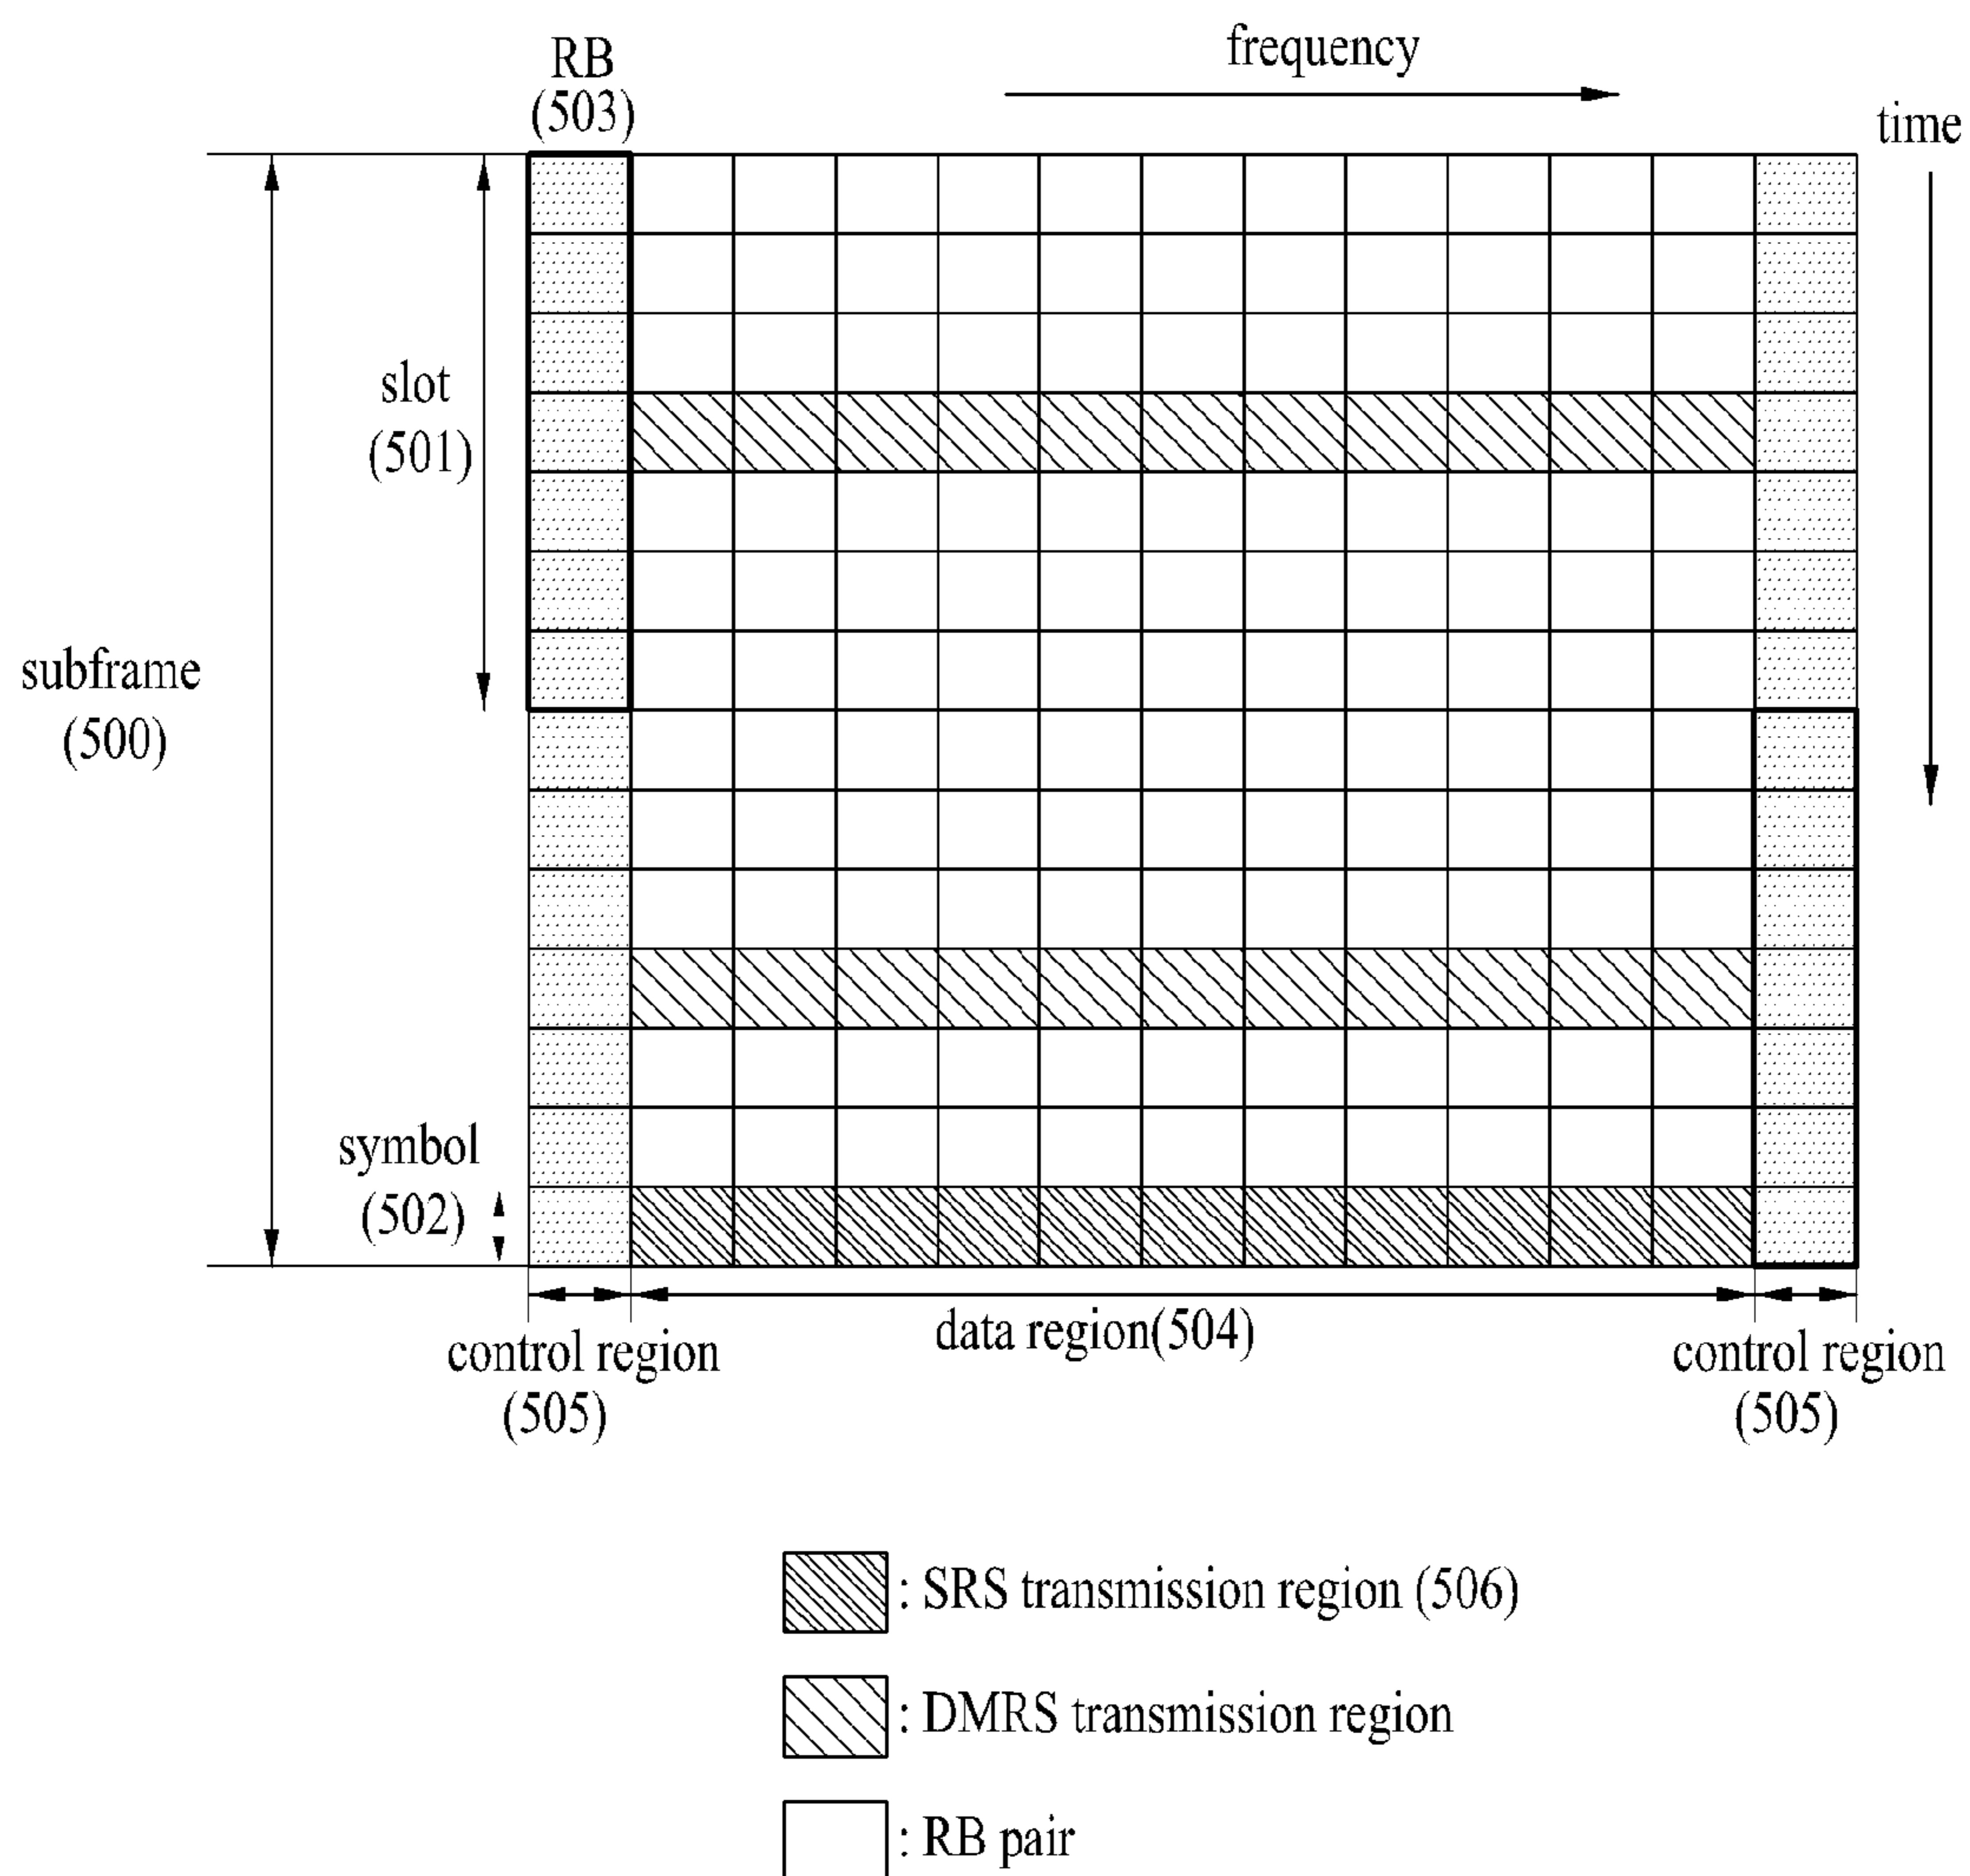 RB
(503)
frequency
time
slot
(501)
subframe
(500)
symbol
(502)
control region
(505)
data region(504)
control region
(505)
: SRS transmission region (506)
: DMRS transmission region
: RB pair